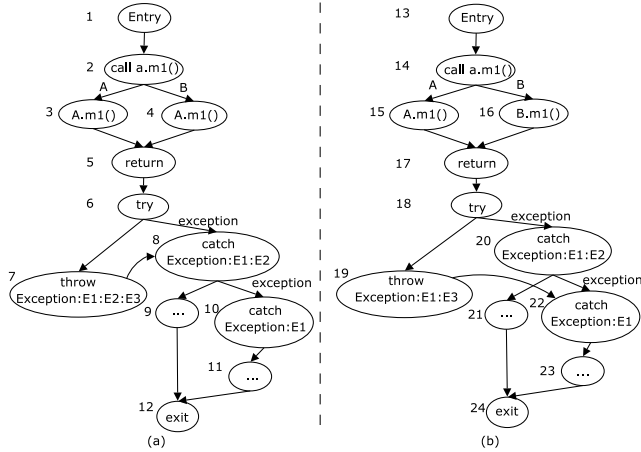 1 Entry
2 call a.m1()
A B
3 A.m1() 4 A.m1()
5 return
6 try
exception
8 catch
Exception:E1:E2
7 throw
Exception:E1:E2:E3
exception
9 ... 10 catch
Exception:E1
11 ...
12 exit
(a)
13 Entry
14 call a.m1()
A B
15 A.m1() 16 B.m1()
17 return
18 try
exception
20 catch
Exception:E1:E2
19 throw
Exception:E1:E3
exception
21 ... 22 catch
Exception:E1
23 ...
24 exit
(b)